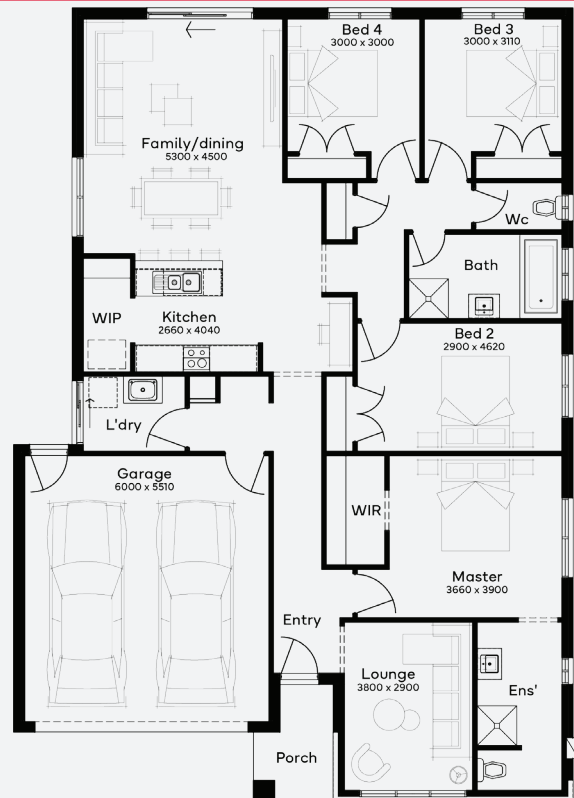 Bed 4
3000 x 3000
Bed 3
3000 x 3110
Family/dining
5300 x 4500
Wc
Bath
WIP
Kitchen
2660 x 4040
Bed 2
2900 x 4620
L'dry
Garage
6000 x 5510
WIR
Master
3660 x 3900
Entry
Lounge
3800 x 2900
Ens'
Porch